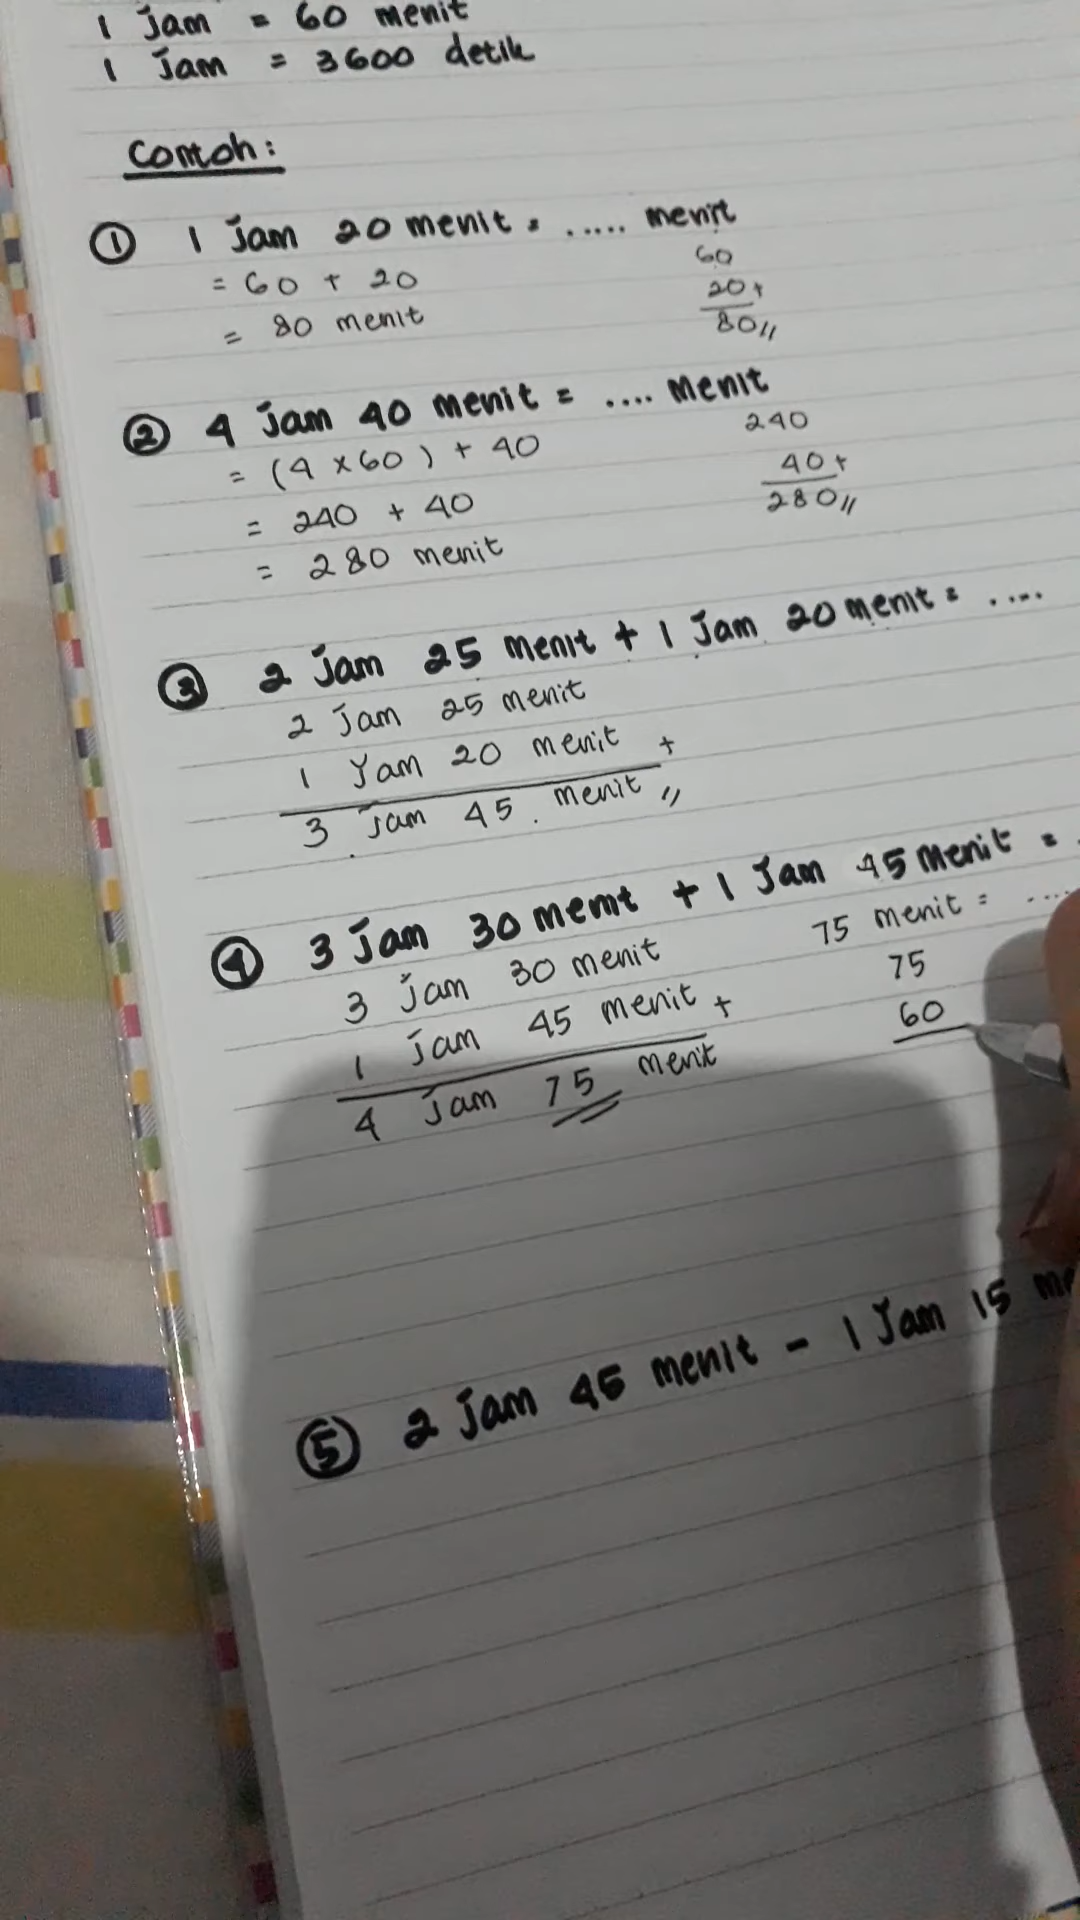 1 Jam = 60 menit
1 Jam = 3600 detik
Contoh:
① 1 Jam 20 menit = ..... menit
= 60 + 20
= 80 menit
60
20 +
80 //
② 4 Jam 40 menit = .... menit
= (4 x 60) + 40
= 240 + 40
= 280 menit
240
40 +
280 //
③ 2 Jam 25 menit + 1 Jam 20 menit = ....
2 Jam 25 menit
1 Jam 20 menit +
3 Jam 45 menit //
④ 3 Jam 30 menit + 1 Jam 45 menit =
3 Jam 30 menit
1 Jam 45 menit +
4 Jam 75 menit
75 menit = ....
75
60
⑤ 2 Jam 45 menit - 1 Jam 15